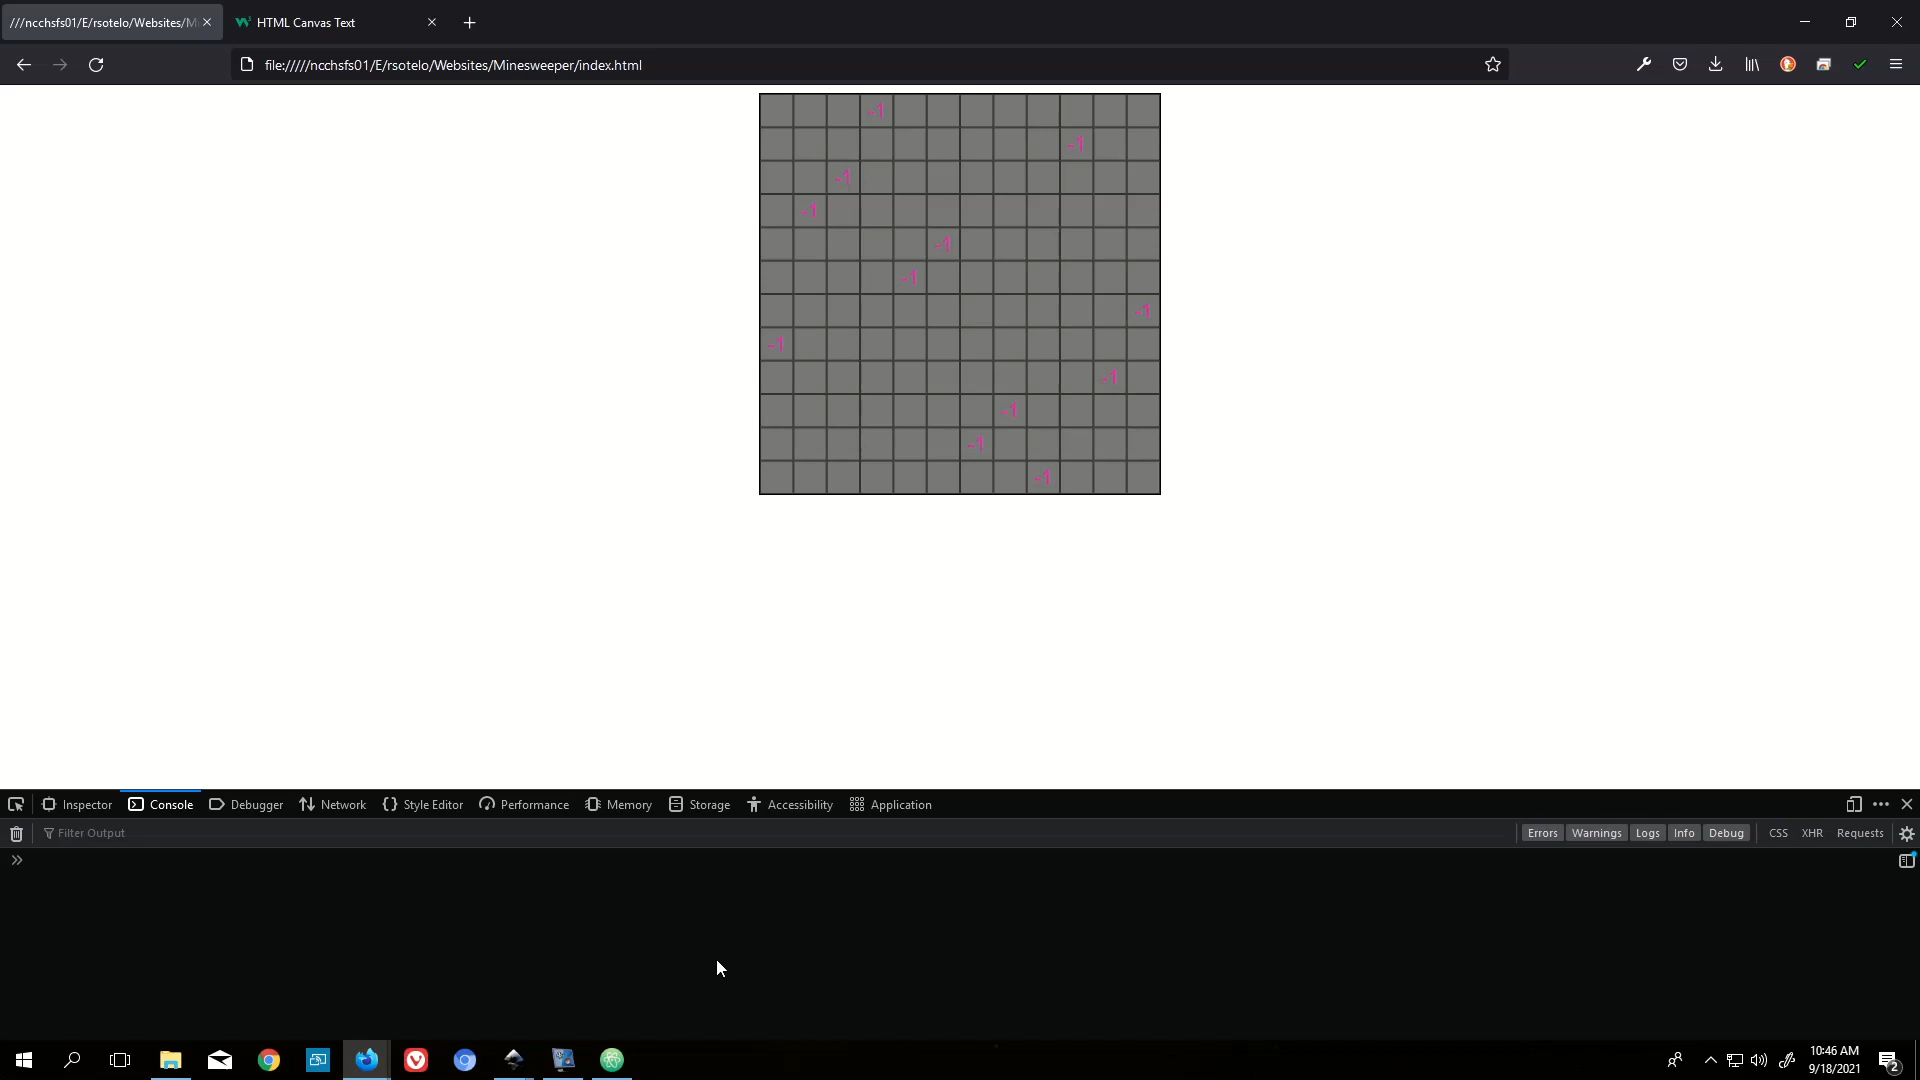 ///ncchsfs01/E/rsotelo/Websites/M
HTML Canvas Text
file://///ncchsfs01/E/rsotelo/Websites/Minesweeper/index.html
-1
-1
-1
-1
-1
-1
-1
-1
-1
-1
-1
-1
Inspector Console Debugger Network Style Editor Performance Memory Storage Accessibility Application
Filter Output Errors Warnings Logs Info Debug CSS XHR Requests
10:46 AM
9/18/2021
2